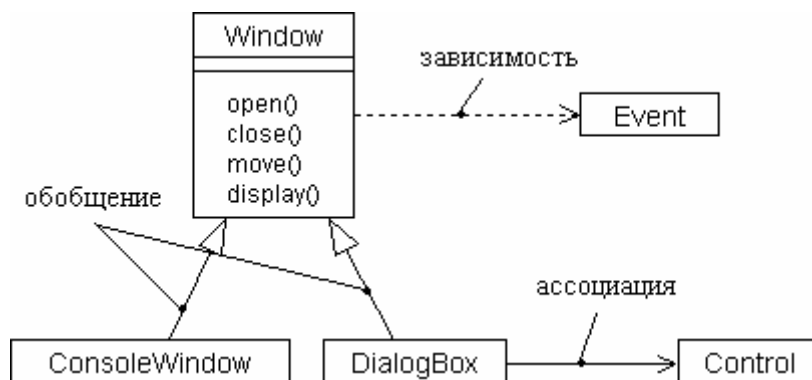 Window
зависимость
open()
close()
move()
display()
Event
обобщение
ассоциация
ConsoleWindow
DialogBox
Control